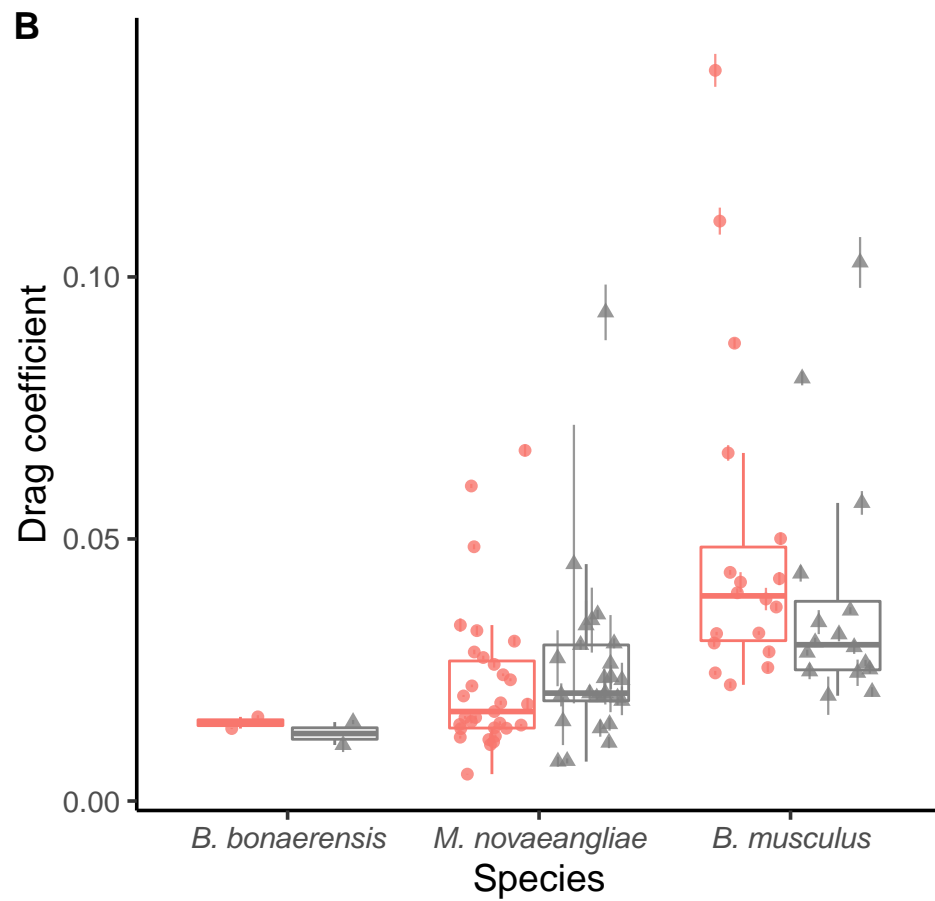 B
Drag coefficient
0.10
0.05
0.00
B. bonaerensis M. novaeangliae B. musculus
Species